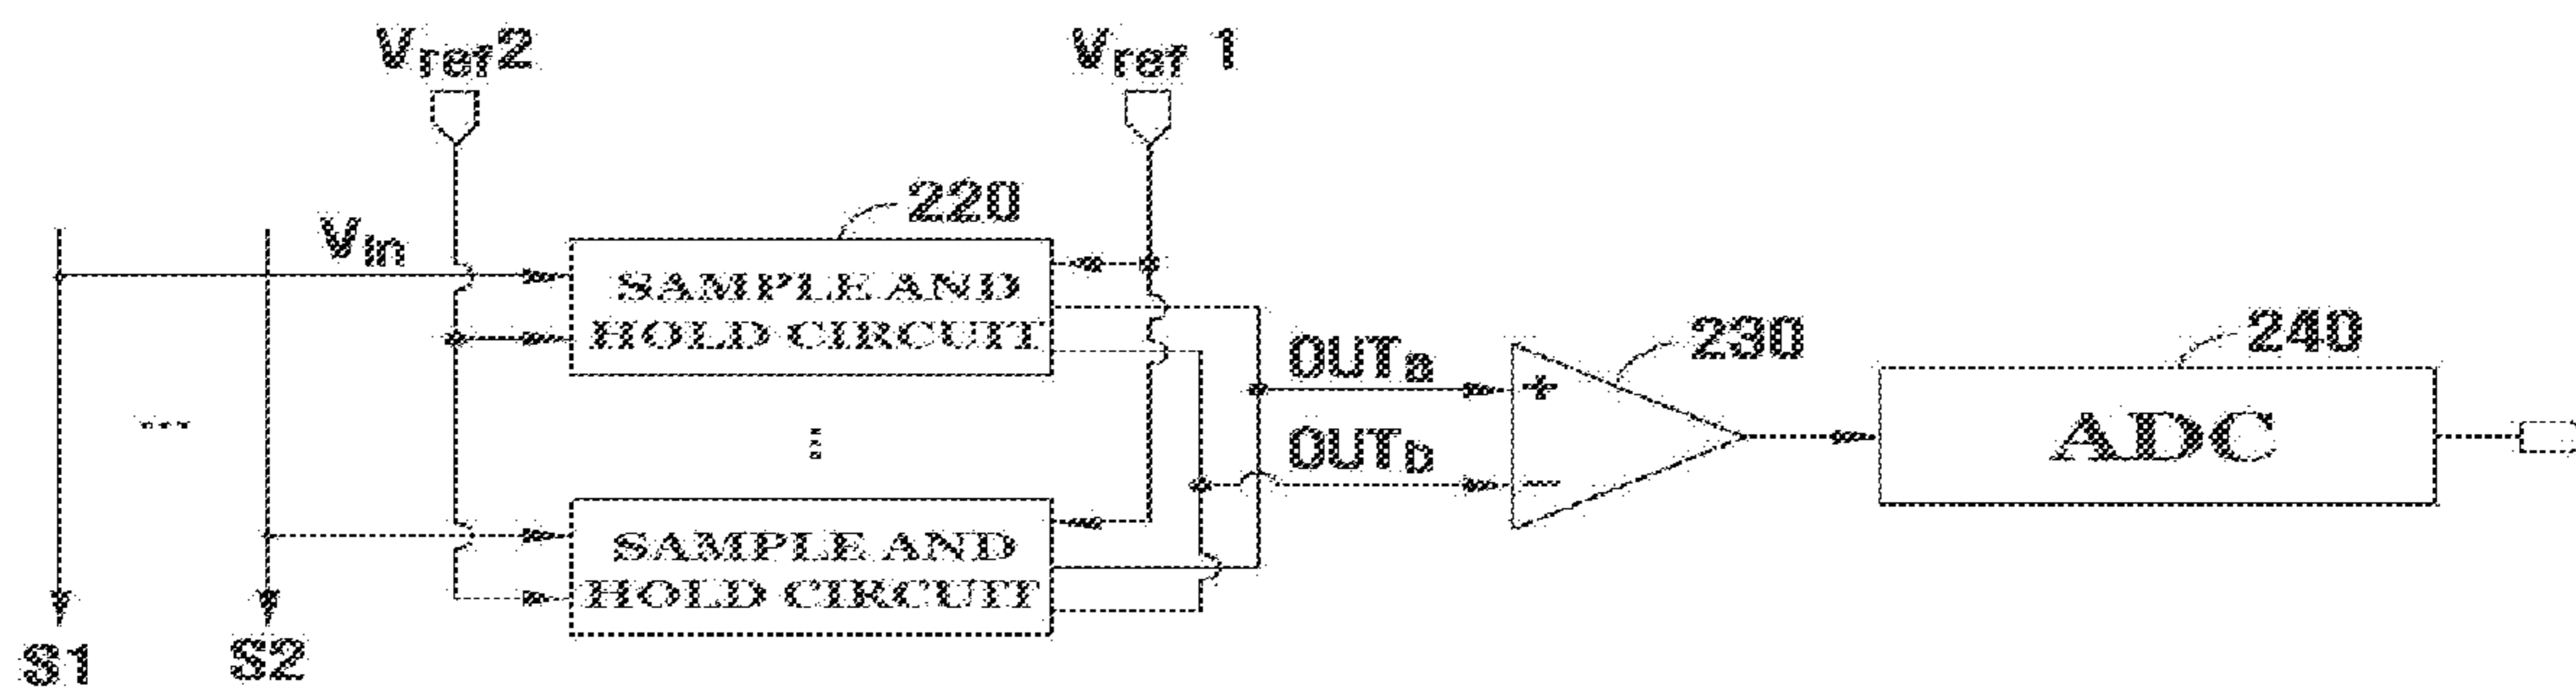 Vref2
Vref 1
220
Vin
SAMPLE AND
HOLD CIRCUIT
OUTa
230
240
+
ADC
...
...
OUTb
−
SAMPLE AND
HOLD CIRCUIT
S1
S2